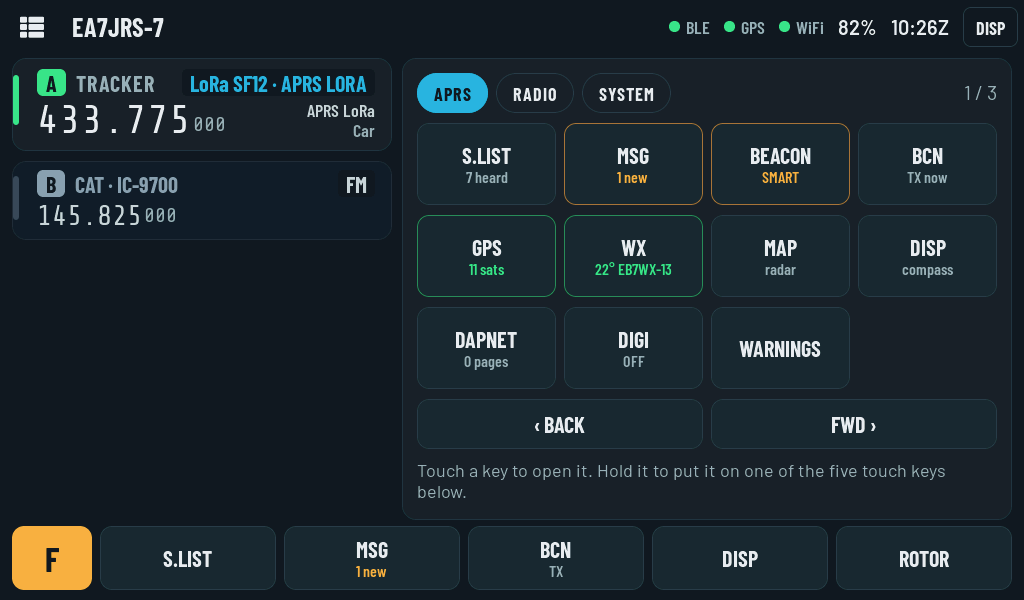 EA7JRS-7
BLE GPS WiFi 82% 10:26Z DISP
A TRACKER LoRa SF12 · APRS LORA
433.775000
APRS LoRa
Car
B CAT · IC-9700 FM
145.825000
APRS RADIO SYSTEM 1 / 3
S.LIST
7 heard
MSG
1 new
BEACON
SMART
BCN
TX now
GPS
11 sats
WX
22° EB7WX-13
MAP
radar
DISP
compass
DAPNET
0 pages
DIGI
OFF
WARNINGS
‹ BACK
FWD ›
Touch a key to open it. Hold it to put it on one of the five touch keys
below.
F
S.LIST
MSG
1 new
BCN
TX
DISP
ROTOR